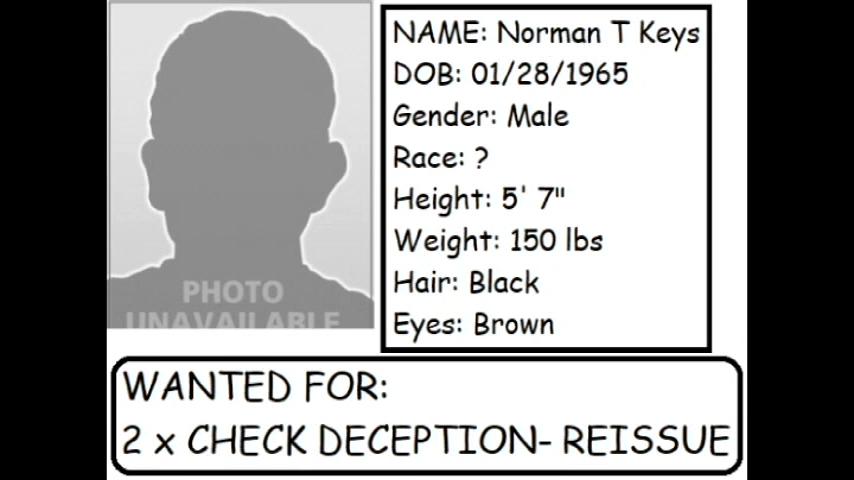 PHOTO
UNAVAILABLE
NAME: Norman T Keys
DOB: 01/28/1965
Gender: Male
Race: ?
Height: 5' 7"
Weight: 150 lbs
Hair: Black
Eyes: Brown
WANTED FOR:
2 x CHECK DECEPTION- REISSUE